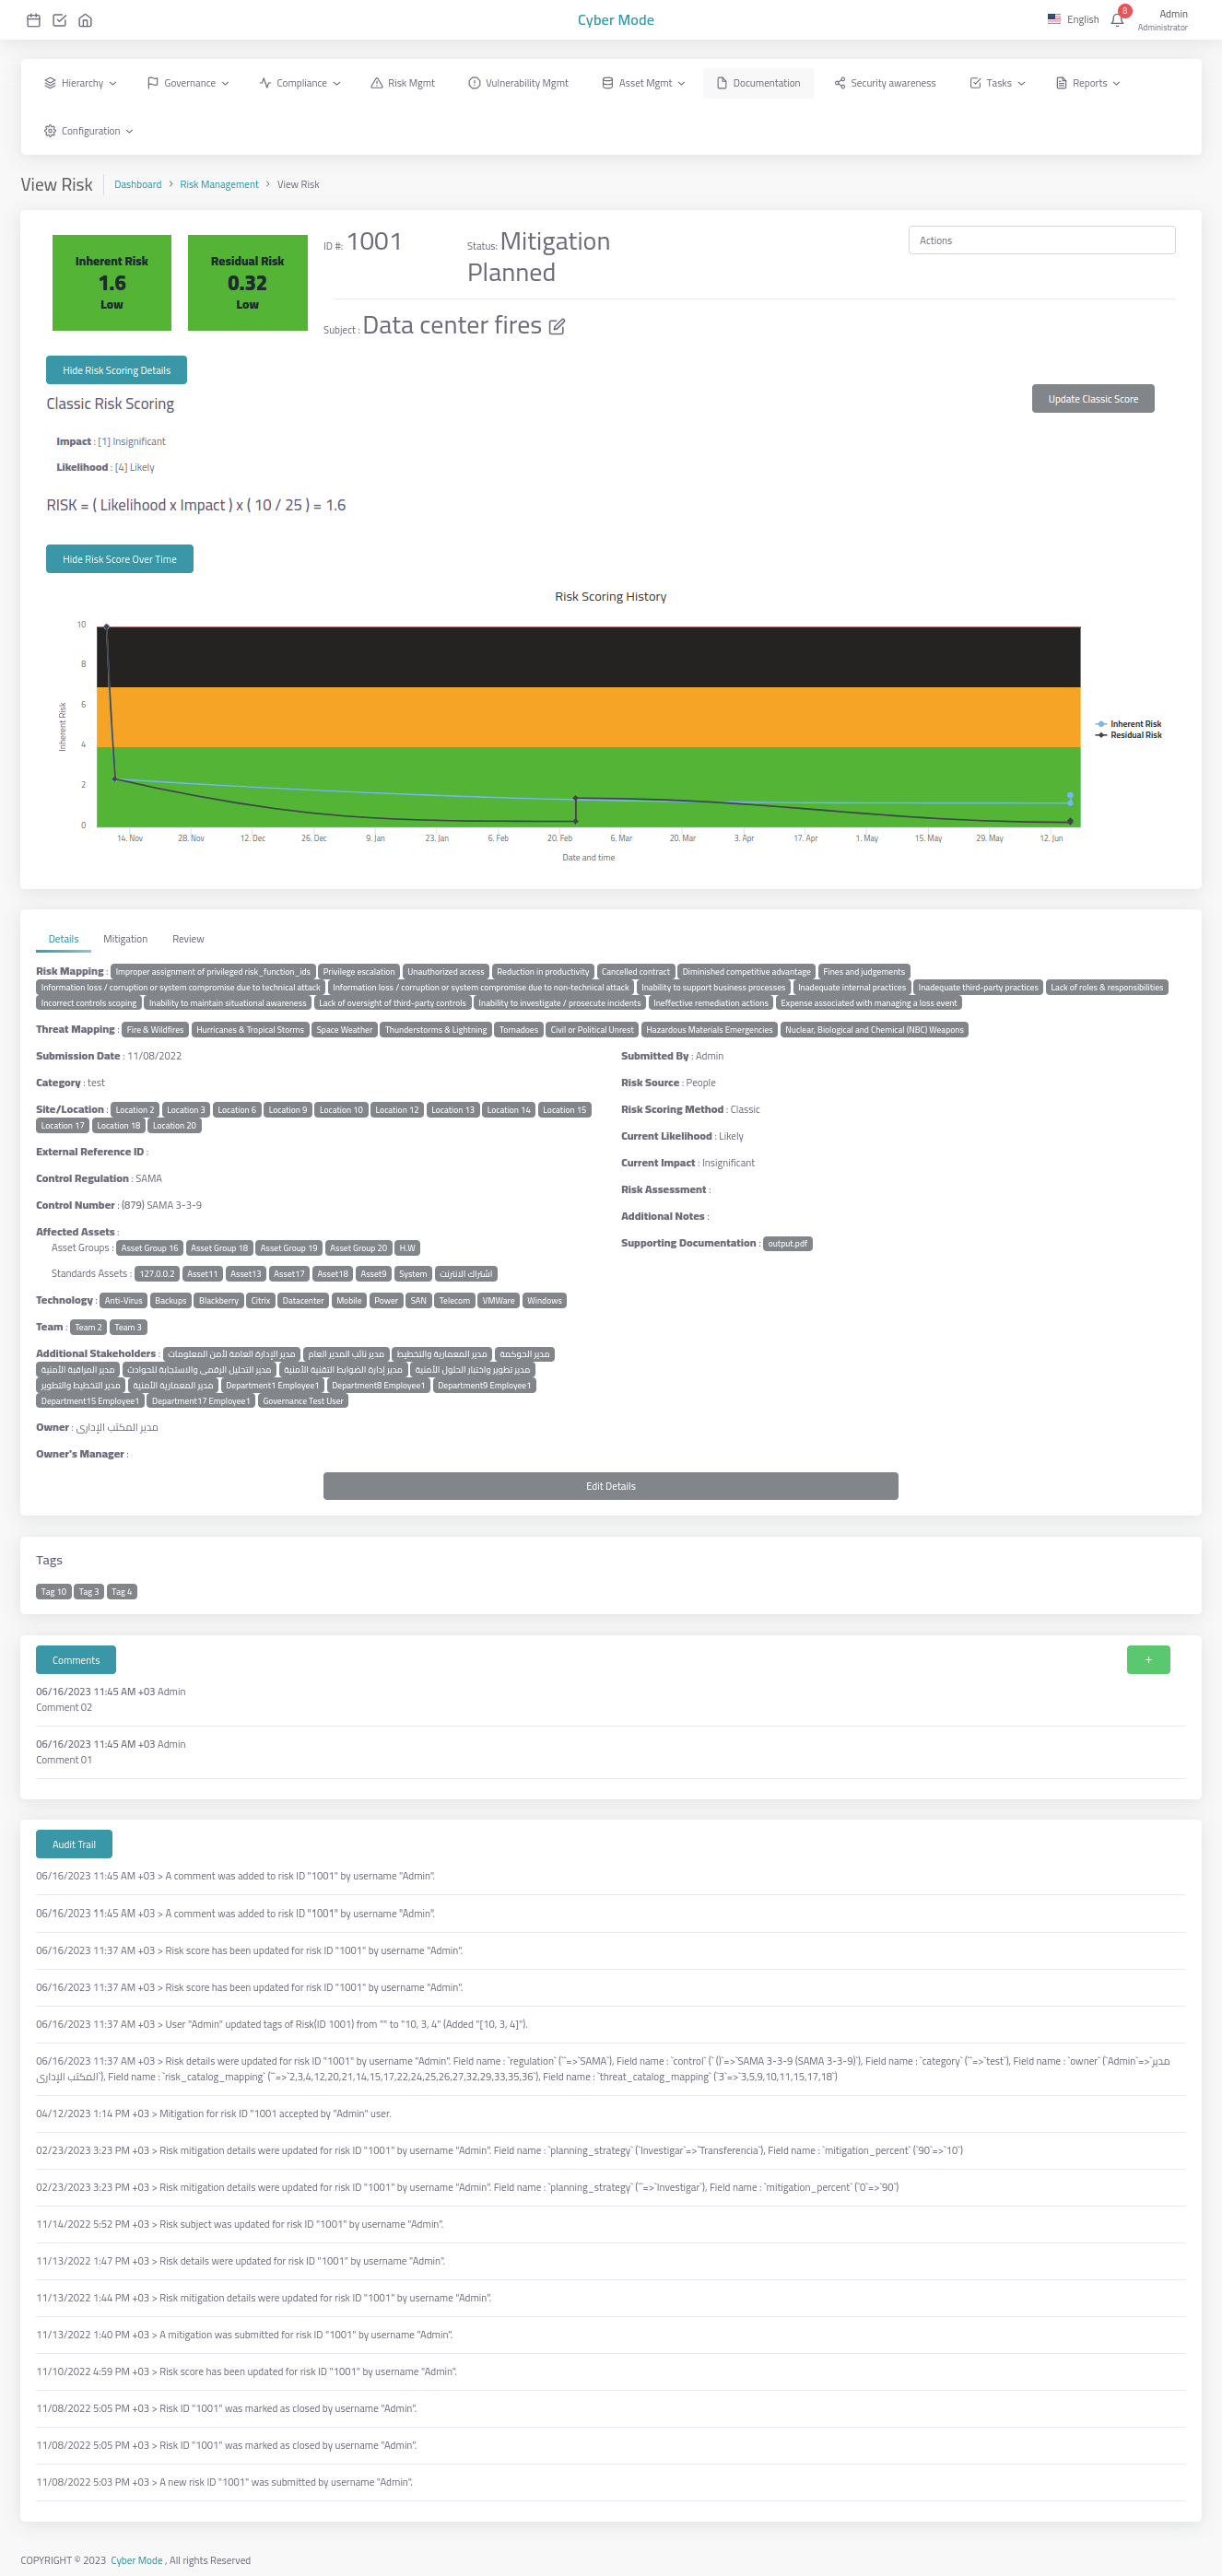 Cyber Mode
English
8
Admin
Administrator
Hierarchy Governance Compliance Risk Mgmt Vulnerability Mgmt Asset Mgmt Documentation Security awareness Tasks Reports
Configuration
View Risk Dashboard > Risk Management > View Risk
Inherent Risk
1.6
Low
Residual Risk
0.32
Low
ID #: 1001
Status: Mitigation
Planned
Actions
Subject : Data center fires
Hide Risk Scoring Details
Classic Risk Scoring
Update Classic Score
Impact : [1] Insignificant
Likelihood : [4] Likely
RISK = ( Likelihood x Impact ) x ( 10 / 25 ) = 1.6
Hide Risk Score Over Time
Risk Scoring History
10
8
6
4
2
0
Inherent Risk
Inherent Risk
Residual Risk
14. Nov 28. Nov 12. Dec 26. Dec 9. Jan 23. Jan 6. Feb 20. Feb 6. Mar 20. Mar 3. Apr 17. Apr 1. May 15. May 29. May 12. Jun
Date and time
Details Mitigation Review
Risk Mapping : Improper assignment of privileged risk_function_ids Privilege escalation Unauthorized access Reduction in productivity Cancelled contract Diminished competitive advantage Fines and judgements
Information loss / corruption or system compromise due to technical attack Information loss / corruption or system compromise due to non-technical attack Inability to support business processes Inadequate internal practices Inadequate third-party practices Lack of roles & responsibilities
Incorrect controls scoping Inability to maintain situational awareness Lack of oversight of third-party controls Inability to investigate / prosecute incidents Ineffective remediation actions Expense associated with managing a loss event
Threat Mapping : Fire & Wildfires Hurricanes & Tropical Storms Space Weather Thunderstorms & Lightning Tornadoes Civil or Political Unrest Hazardous Materials Emergencies Nuclear, Biological and Chemical (NBC) Weapons
Submission Date : 11/08/2022
Category : test
Site/Location : Location 2 Location 3 Location 6 Location 9 Location 10 Location 12 Location 13 Location 14 Location 15
Location 17 Location 18 Location 20
External Reference ID :
Control Regulation : SAMA
Control Number : (879) SAMA 3-3-9
Affected Assets :
Asset Groups : Asset Group 16 Asset Group 18 Asset Group 19 Asset Group 20 H.W
Standards Assets : 127.0.0.2 Asset11 Asset13 Asset17 Asset18 Asset9 System اشتراك الانترنت
Technology : Anti-Virus Backups Blackberry Citrix Datacenter Mobile Power SAN Telecom VMWare Windows
Team : Team 2 Team 3
Additional Stakeholders : مدير الإدارة العامة لأمن المعلومات مدير نائب المدير العام مدير المعمارية والتخطيط مدير الحوكمة
مدير المراقبة الأمنية مدير التحليل الرقمي والاستجابة للحوادث مدير إدارة الضوابط التقنية الأمنية مدير تطوير واختبار الحلول الأمنية
مدير التخطيط والتطوير مدير المعمارية الأمنية Department1 Employee1 Department8 Employee1 Department9 Employee1
Department15 Employee1 Department17 Employee1 Governance Test User
Owner : مدير المكتب الإداري
Owner's Manager :
Submitted By : Admin
Risk Source : People
Risk Scoring Method : Classic
Current Likelihood : Likely
Current Impact : Insignificant
Risk Assessment :
Additional Notes :
Supporting Documentation : output.pdf
Edit Details
Tags
Tag 10 Tag 3 Tag 4
Comments
+
06/16/2023 11:45 AM +03 Admin
Comment 02
06/16/2023 11:45 AM +03 Admin
Comment 01
Audit Trail
06/16/2023 11:45 AM +03 > A comment was added to risk ID "1001" by username "Admin".
06/16/2023 11:45 AM +03 > A comment was added to risk ID "1001" by username "Admin".
06/16/2023 11:37 AM +03 > Risk score has been updated for risk ID "1001" by username "Admin".
06/16/2023 11:37 AM +03 > Risk score has been updated for risk ID "1001" by username "Admin".
06/16/2023 11:37 AM +03 > User "Admin" updated tags of Risk(ID 1001) from "" to "10, 3, 4" (Added "[10, 3, 4]").
06/16/2023 11:37 AM +03 > Risk details were updated for risk ID "1001" by username "Admin". Field name : `regulation` (``=>`SAMA`), Field name : `control` (` ()`=>`SAMA 3-3-9 (SAMA 3-3-9)`), Field name : `category` (``=>`test`), Field name : `owner` (`Admin`=>`مدير
المكتب الإداري`), Field name : `risk_catalog_mapping` (``=>`2,3,4,12,20,21,14,15,17,22,24,25,26,27,32,29,33,35,36`), Field name : `threat_catalog_mapping` (`3`=>`3,5,9,10,11,15,17,18`)
04/12/2023 1:14 PM +03 > Mitigation for risk ID "1001 accepted by "Admin" user.
02/23/2023 3:23 PM +03 > Risk mitigation details were updated for risk ID "1001" by username "Admin". Field name : `planning_strategy` (`Investigar`=>`Transferencia`), Field name : `mitigation_percent` (`90`=>`10`)
02/23/2023 3:23 PM +03 > Risk mitigation details were updated for risk ID "1001" by username "Admin". Field name : `planning_strategy` (``=>`Investigar`), Field name : `mitigation_percent` (`0`=>`90`)
11/14/2022 5:52 PM +03 > Risk subject was updated for risk ID "1001" by username "Admin".
11/13/2022 1:47 PM +03 > Risk details were updated for risk ID "1001" by username "Admin".
11/13/2022 1:44 PM +03 > Risk mitigation details were updated for risk ID "1001" by username "Admin".
11/13/2022 1:40 PM +03 > A mitigation was submitted for risk ID "1001" by username "Admin".
11/10/2022 4:59 PM +03 > Risk score has been updated for risk ID "1001" by username "Admin".
11/08/2022 5:05 PM +03 > Risk ID "1001" was marked as closed by username "Admin".
11/08/2022 5:05 PM +03 > Risk ID "1001" was marked as closed by username "Admin".
11/08/2022 5:03 PM +03 > A new risk ID "1001" was submitted by username "Admin".
COPYRIGHT © 2023 Cyber Mode , All rights Reserved